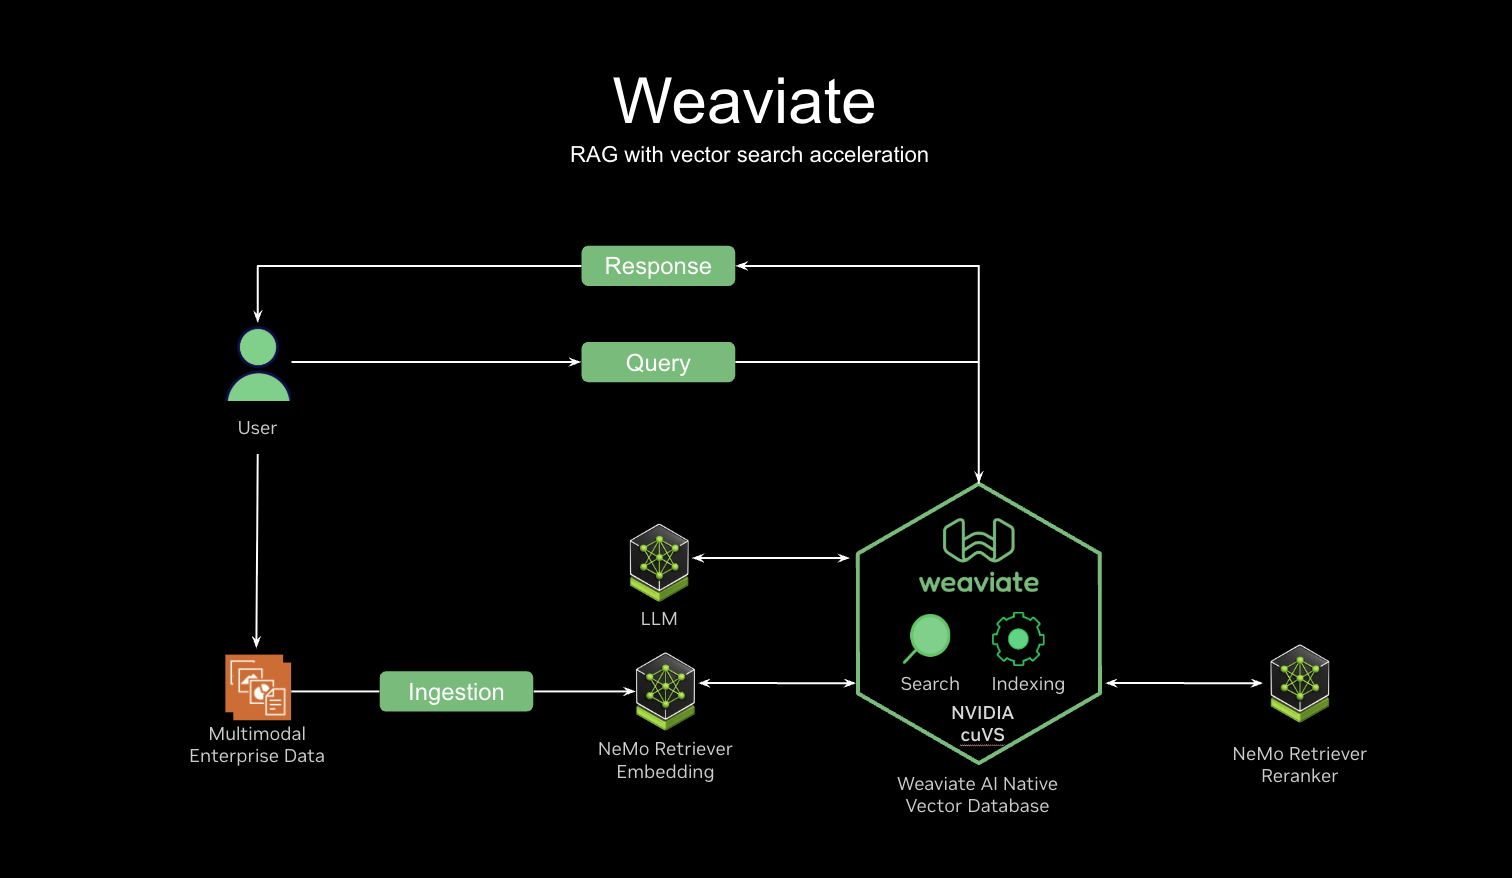 Weaviate
RAG with vector search acceleration
Response
Query
User
LLM
weaviate
Search
Indexing
NVIDIA
cuVS
Ingestion
Multimodal
Enterprise Data
NeMo Retriever
Embedding
Weaviate AI Native
Vector Database
NeMo Retriever
Reranker